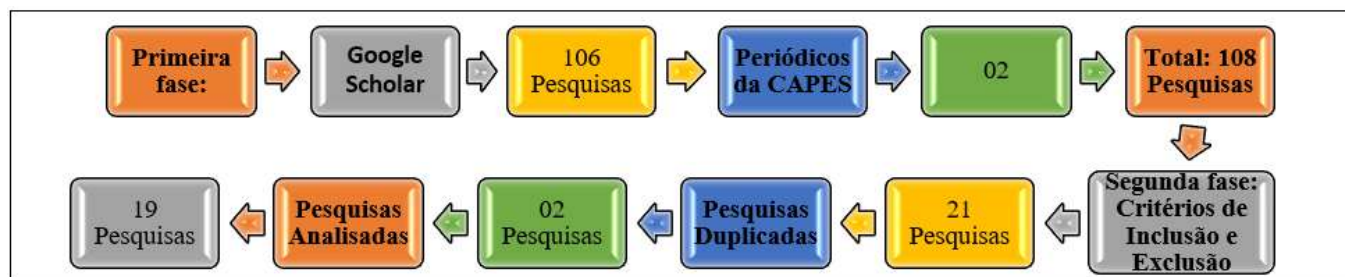 Primeira
fase:
Google
Scholar
106
Pesquisas
Periódicos
da CAPES
02
Total: 108
Pesquisas
Segunda fase:
Critérios de
Inclusão e
Exclusão
21
Pesquisas
Pesquisas
Duplicadas
02
Pesquisas
Pesquisas
Analisadas
19
Pesquisas